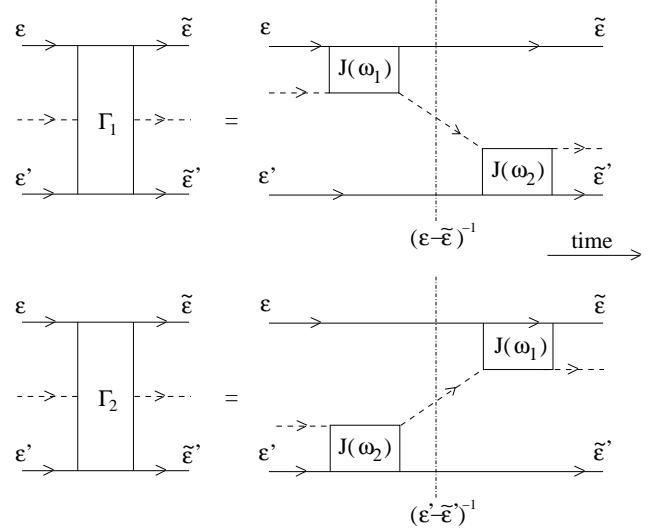 ε ε̃ ε ε̃
J(ω₁)
Γ₁ =
J(ω₂)
ε' ε̃' ε' ε̃'
(ε–ε̃)⁻¹
time
ε ε̃ ε ε̃
J(ω₁)
Γ₂ =
J(ω₂)
ε' ε̃' ε' ε̃'
(ε'–ε̃')⁻¹